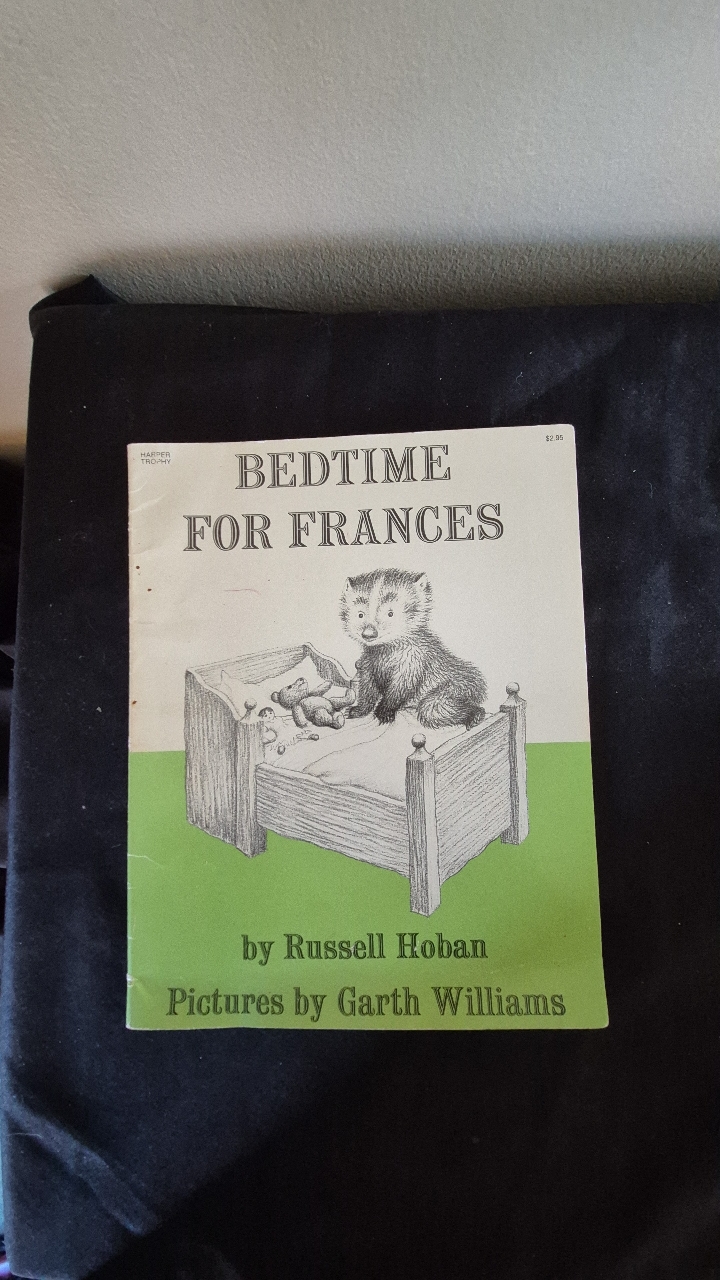 HARPER
TROPHY
$2.95
BEDTIME
FOR FRANCES
by Russell Hoban
Pictures by Garth Williams